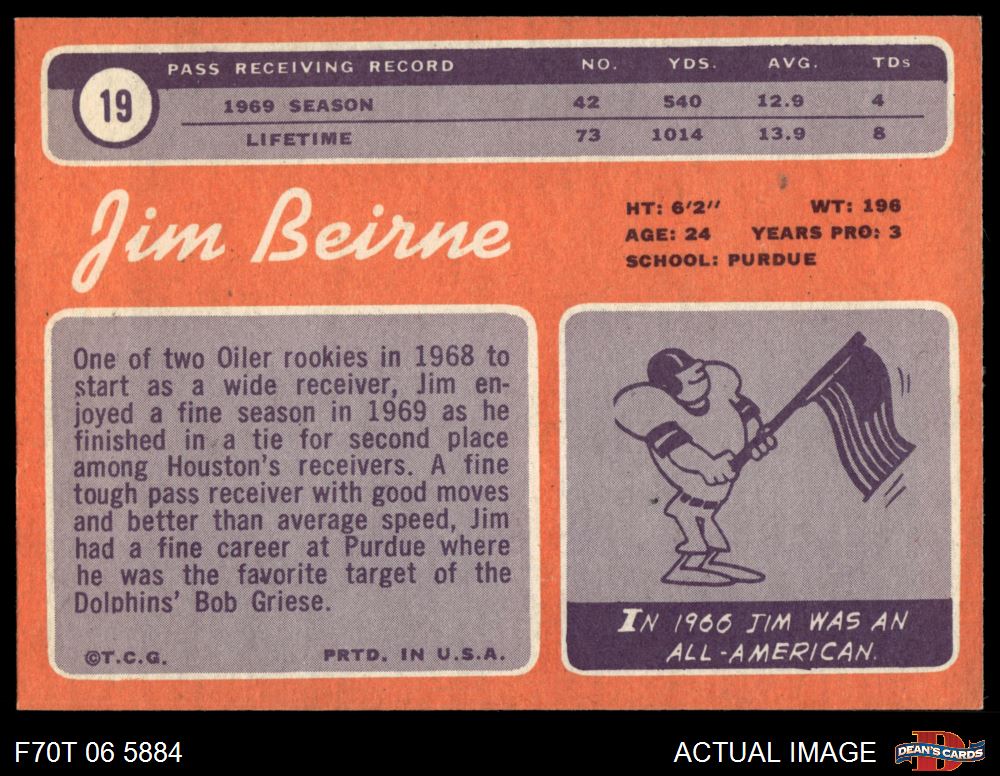 19
PASS RECEIVING RECORD NO. YDS. AVG. TDs
1969 SEASON 42 540 12.9 4
LIFETIME 73 1014 13.9 8
Jim Beirne
HT: 6'2" WT: 196
AGE: 24 YEARS PRO: 3
SCHOOL: PURDUE
One of two Oiler rookies in 1968 to
start as a wide receiver, Jim en-
joyed a fine season in 1969 as he
finished in a tie for second place
among Houston's receivers. A fine
tough pass receiver with good moves
and better than average speed, Jim
had a fine career at Purdue where
he was the favorite target of the
Dolphins' Bob Griese.
©T.C.G. PRTD. IN U.S.A.
IN 1966 JIM WAS AN
ALL-AMERICAN.
F70T 06 5884
ACTUAL IMAGE
DEAN'S CARDS